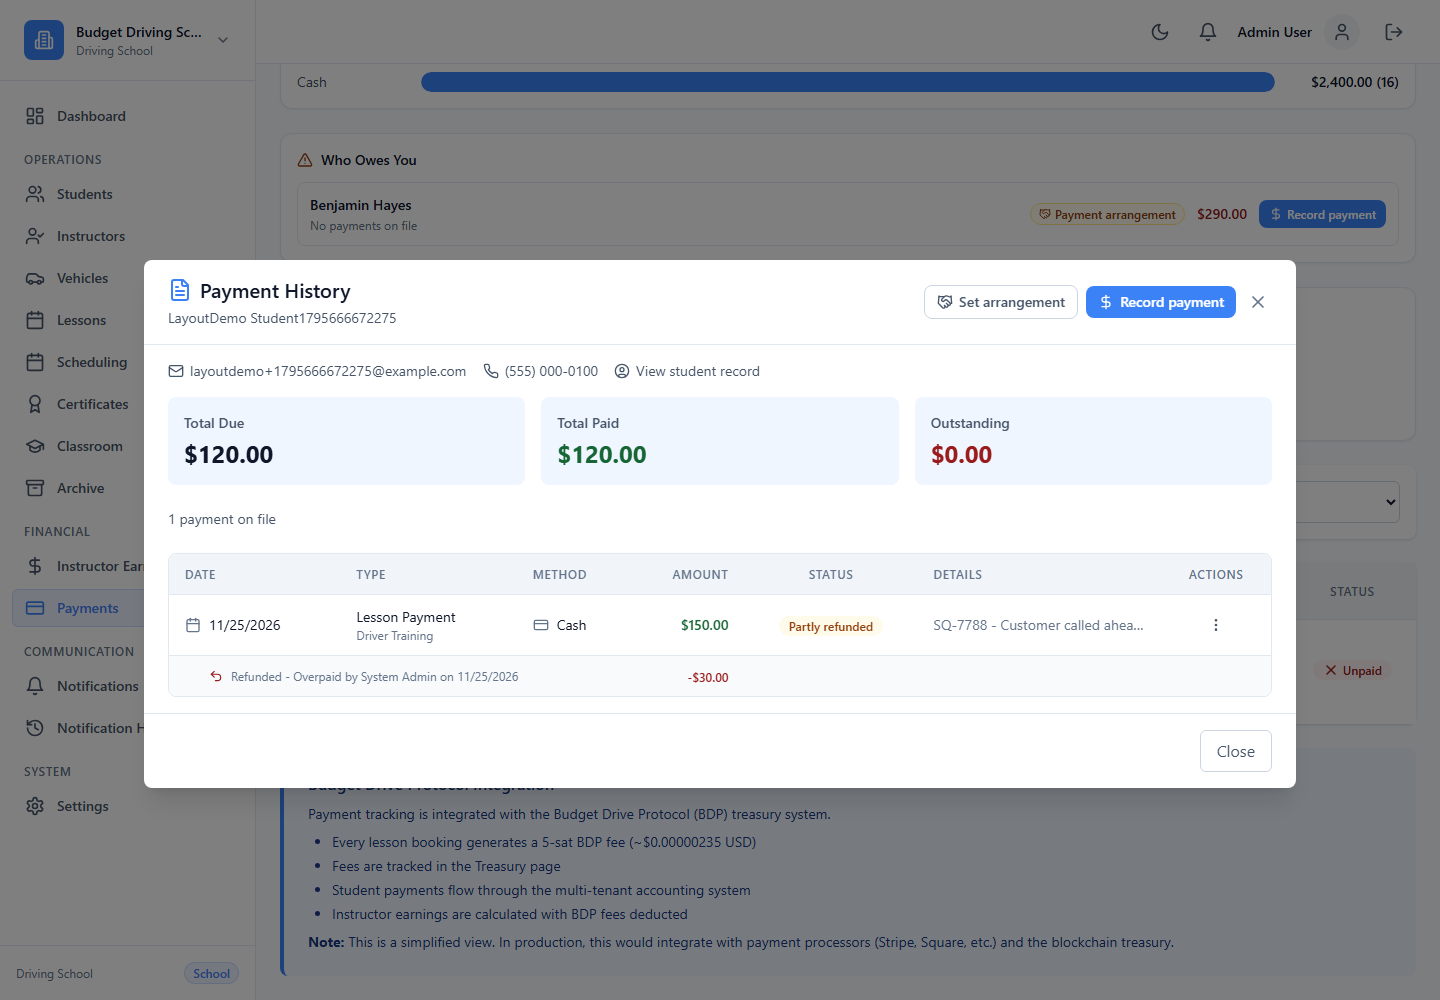 Budget Driving Sc...
Driving School
Admin User
Dashboard
OPERATIONS
Students
Instructors
Vehicles
Lessons
Scheduling
Certificates
Classroom
Archive
FINANCIAL
Instructor Ear
Payments
COMMUNICATION
Notifications
Notification H
SYSTEM
Settings
Driving School
School
Cash
$2,400.00 (16)
Who Owes You
Benjamin Hayes
No payments on file
Payment arrangement
$290.00
Record payment
Payment History
LayoutDemo Student1795666672275
Set arrangement
Record payment
layoutdemo+1795666672275@example.com
(555) 000-0100
View student record
Total Due
$120.00
Total Paid
$120.00
Outstanding
$0.00
1 payment on file
DATE TYPE METHOD AMOUNT STATUS DETAILS ACTIONS
11/25/2026
Lesson Payment
Driver Training
Cash
$150.00
Partly refunded
SQ-7788 - Customer called ahea...
Refunded - Overpaid by System Admin on 11/25/2026
-$30.00
Close
STATUS
Unpaid
Budget Drive Protocol Integration
Payment tracking is integrated with the Budget Drive Protocol (BDP) treasury system.
Every lesson booking generates a 5-sat BDP fee (~$0.00000235 USD)
Fees are tracked in the Treasury page
Student payments flow through the multi-tenant accounting system
Instructor earnings are calculated with BDP fees deducted
Note: This is a simplified view. In production, this would integrate with payment processors (Stripe, Square, etc.) and the blockchain treasury.